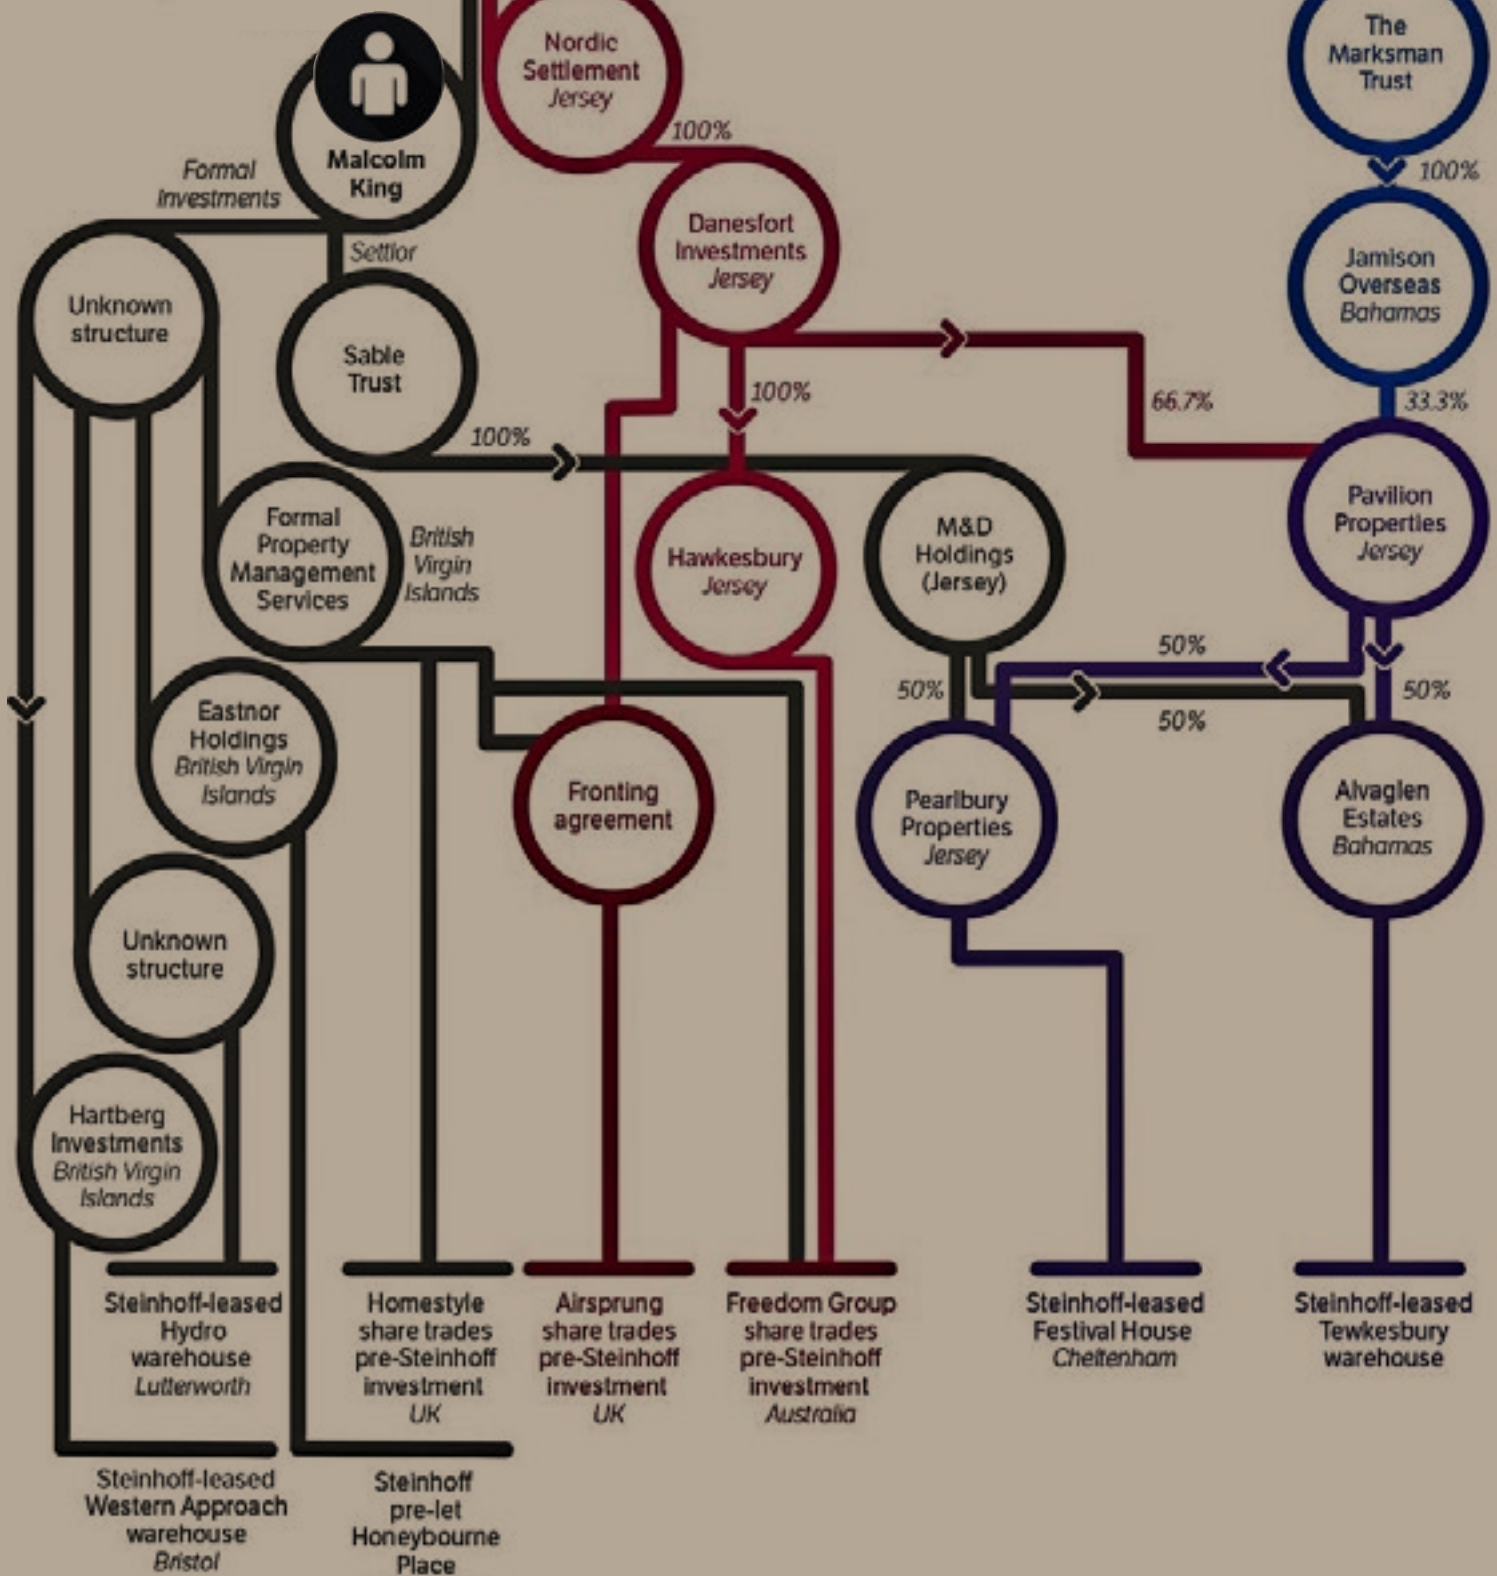 Nordic
Settlement
Jersey
100%
The
Marksman
Trust
100%
Malcolm
King
Formal
Investments
Settlor
Danesfort
Investments
Jersey
Jamison
Overseas
Bahamas
Unknown
structure
Sable
Trust
100%
100%
66.7%
33.3%
Formal
Property
Management
Services
British
Virgin
Islands
Hawkesbury
Jersey
M&D
Holdings
(Jersey)
Pavilion
Properties
Jersey
50%
50%
50%
50%
Eastnor
Holdings
British Virgin
Islands
Fronting
agreement
Pearlbury
Properties
Jersey
Alvaglen
Estates
Bahamas
Unknown
structure
Hartberg
Investments
British Virgin
Islands
Steinhoff-leased
Hydro
warehouse
Lutterworth
Homestyle
share trades
pre-Steinhoff
investment
UK
Airsprung
share trades
pre-Steinhoff
investment
UK
Freedom Group
share trades
pre-Steinhoff
investment
Australia
Steinhoff-leased
Festival House
Cheltenham
Steinhoff-leased
Tewkesbury
warehouse
Steinhoff-leased
Western Approach
warehouse
Bristol
Steinhoff
pre-let
Honeybourne
Place